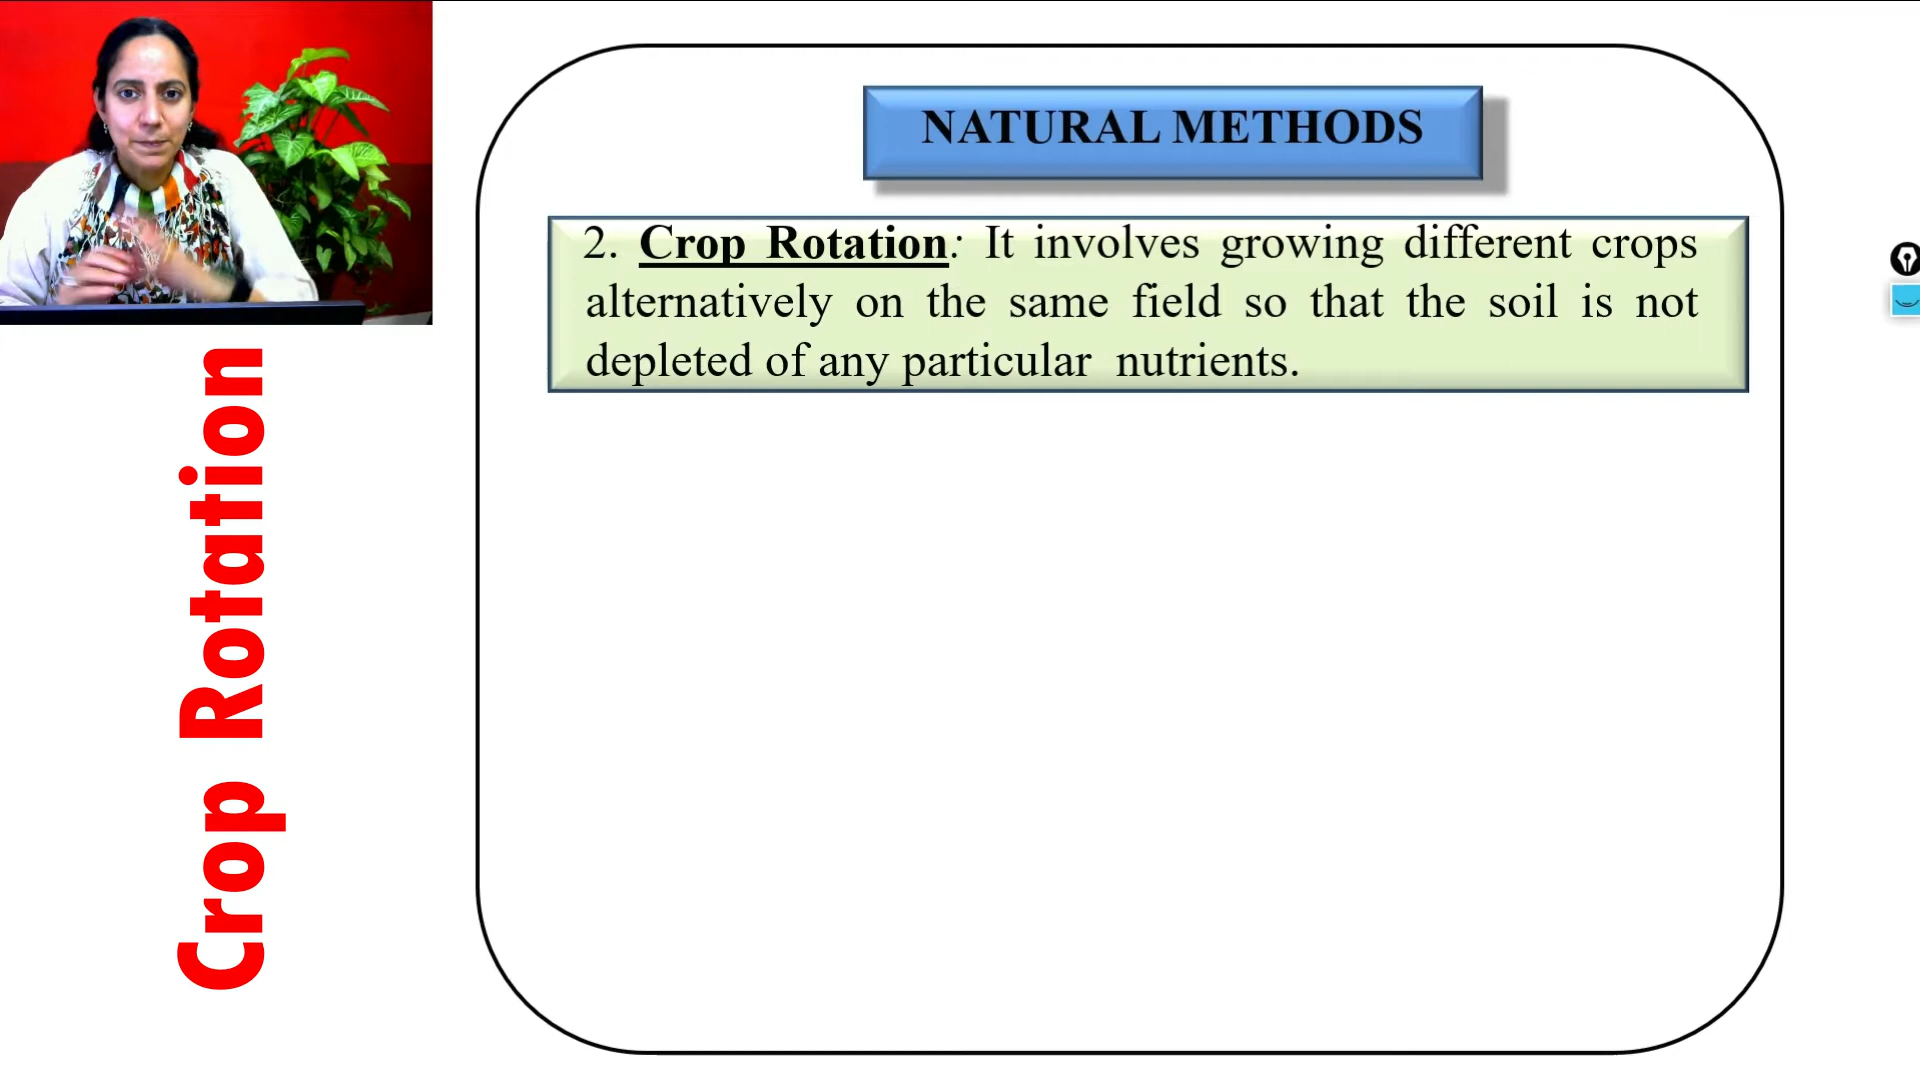 NATURAL METHODS
2. Crop Rotation: It involves growing different crops
alternatively on the same field so that the soil is not
depleted of any particular nutrients.
Crop Rotation